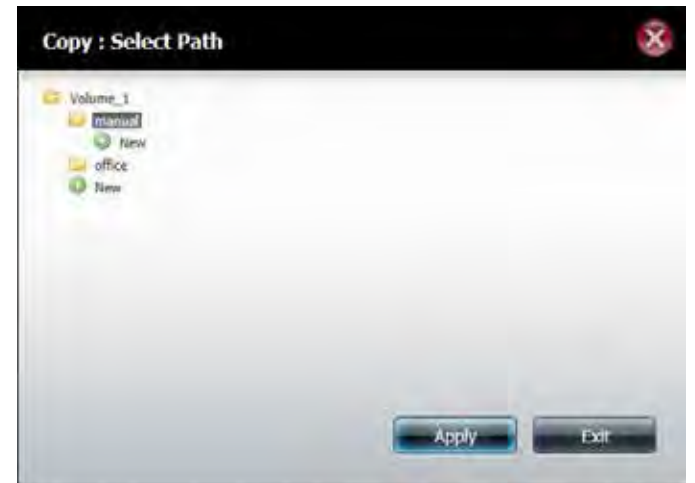 Copy : Select Path
Volume_1
manual
New
office
New
Apply Exit